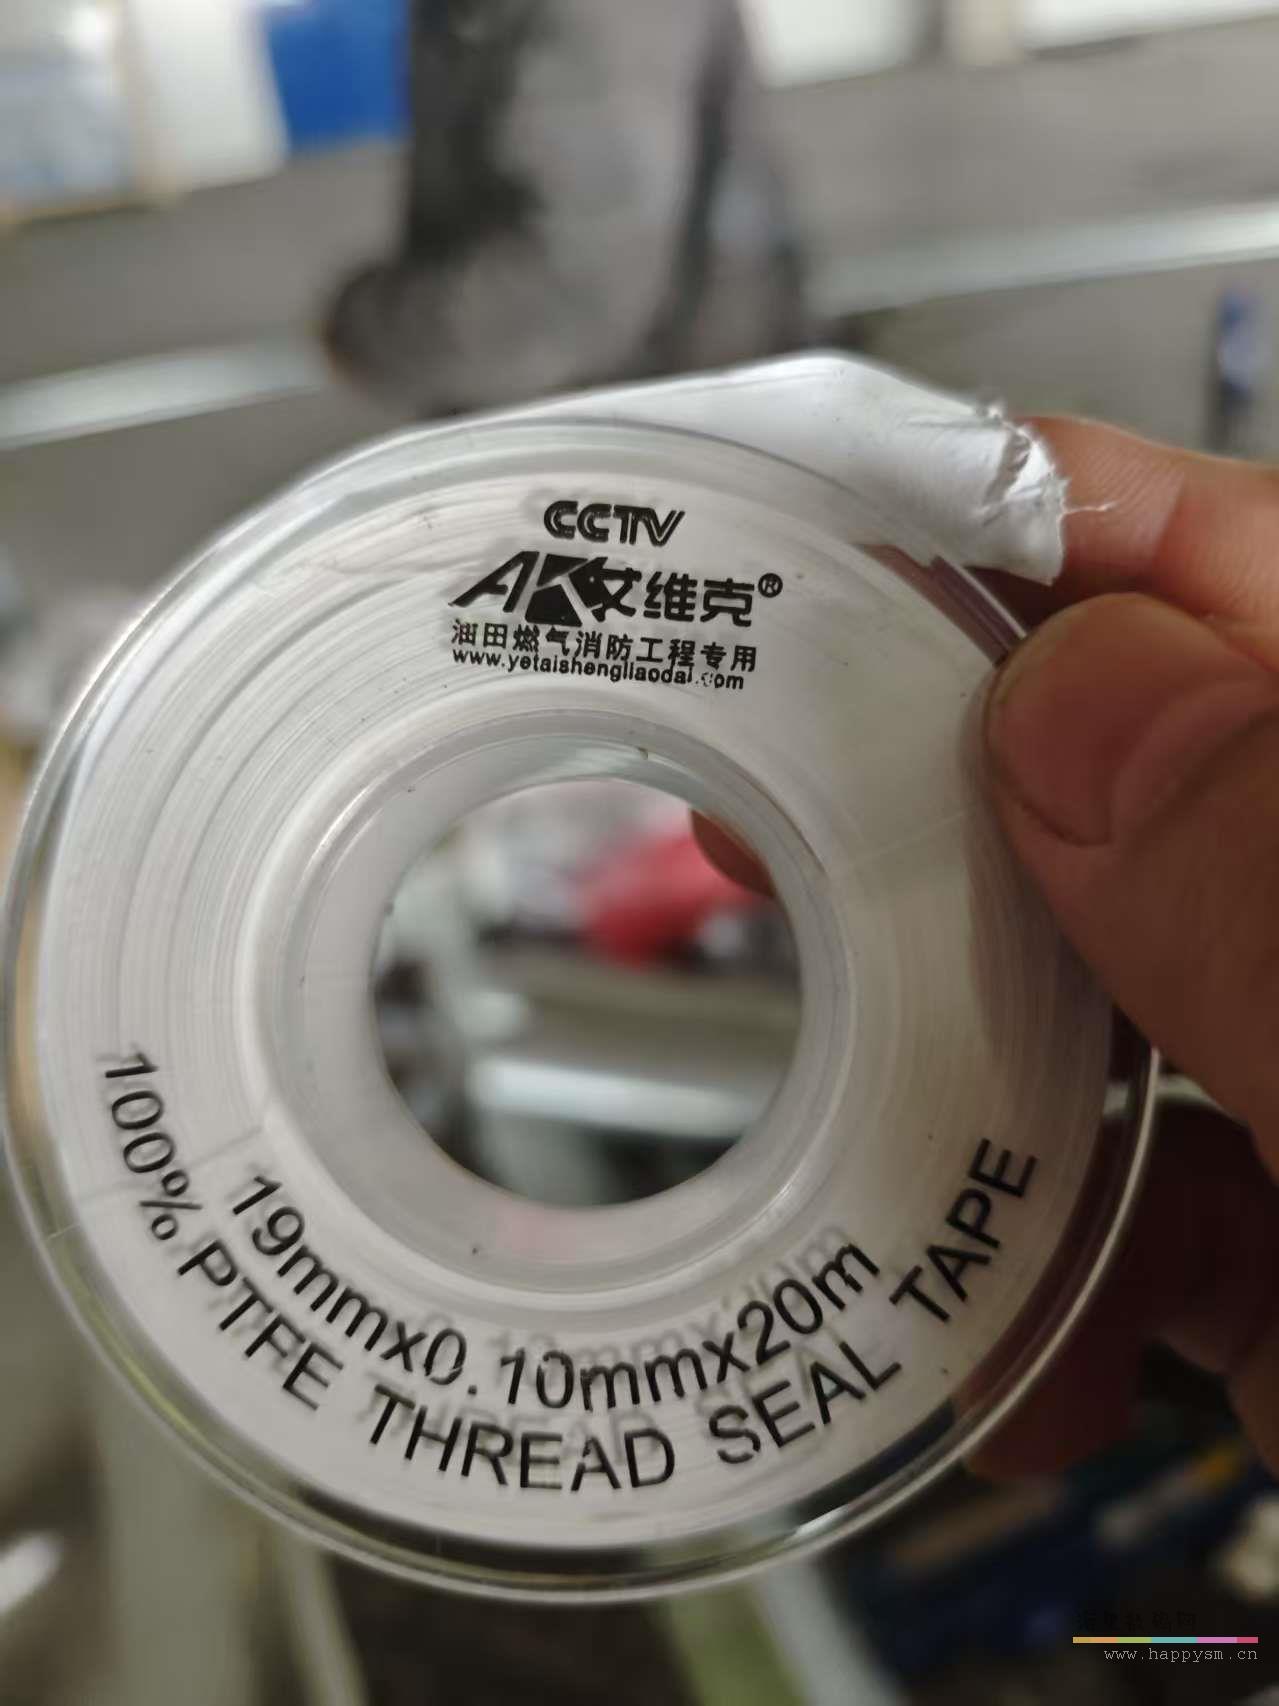 CCTV
AK艾维克®
油田燃气消防工程专用
www.yetaishengliaodai.com
19mmx0.10mmx20m
100% PTFE THREAD SEAL TAPE
www.happysm.cn